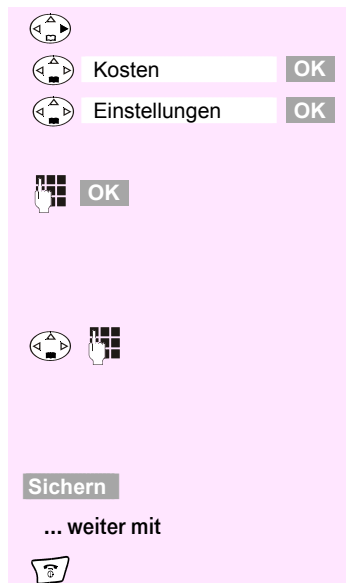 Kosten OK
Einstellungen OK
OK
Sichern
... weiter mit